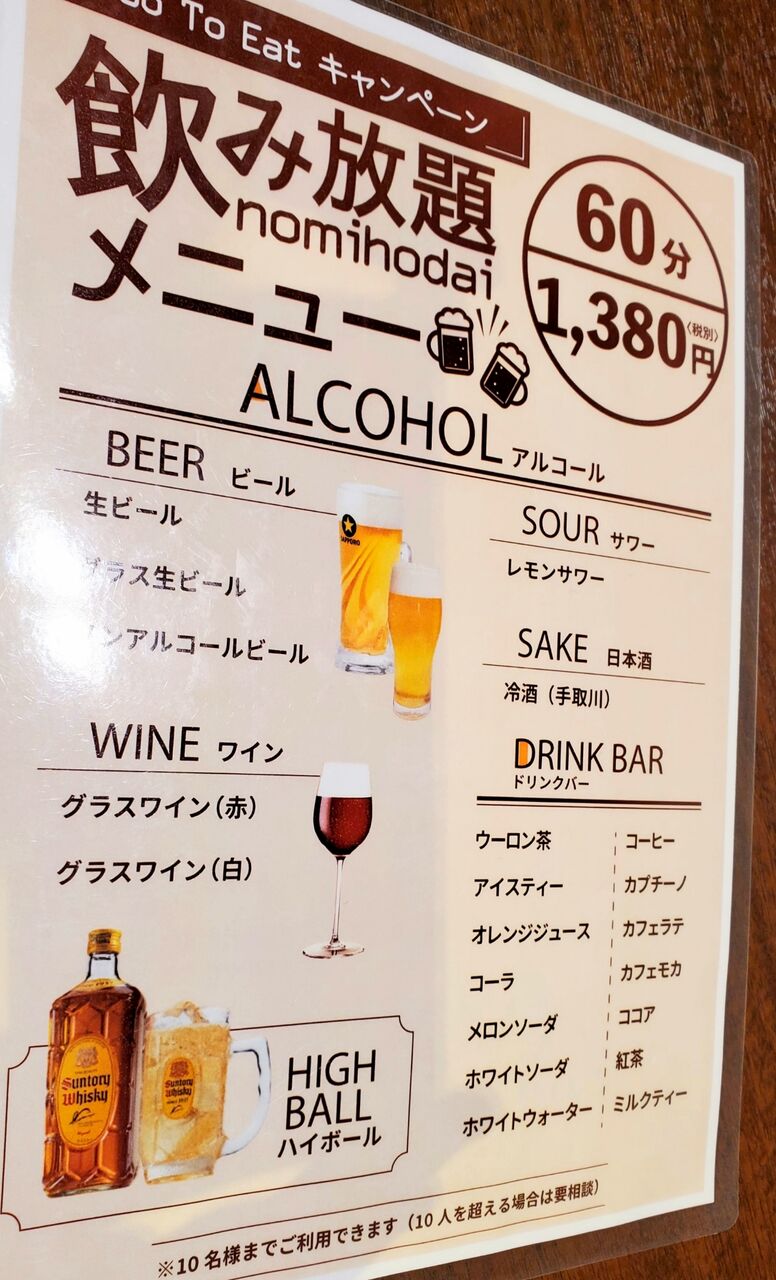 To Eat キャンペーン
飲み放題
nomihodai
メニュー
60分
1,380円
〈税別〉
ALCOHOL アルコール
BEER ビール
生ビール
グラス生ビール
ノンアルコールビール
SAPPORO
WINE ワイン
グラスワイン(赤)
グラスワイン(白)
Suntory
Whisky
Suntory
Whisky
HIGH
BALL
ハイボール
SOUR サワー
レモンサワー
SAKE 日本酒
冷酒(手取川)
DRINK BAR
ドリンクバー
ウーロン茶
アイスティー
オレンジジュース
コーラ
メロンソーダ
ホワイトソーダ
ホワイトウォーター
コーヒー
カプチーノ
カフェラテ
カフェモカ
ココア
紅茶
ミルクティー
※10名様までご利用できます(10人を超える場合は要相談)